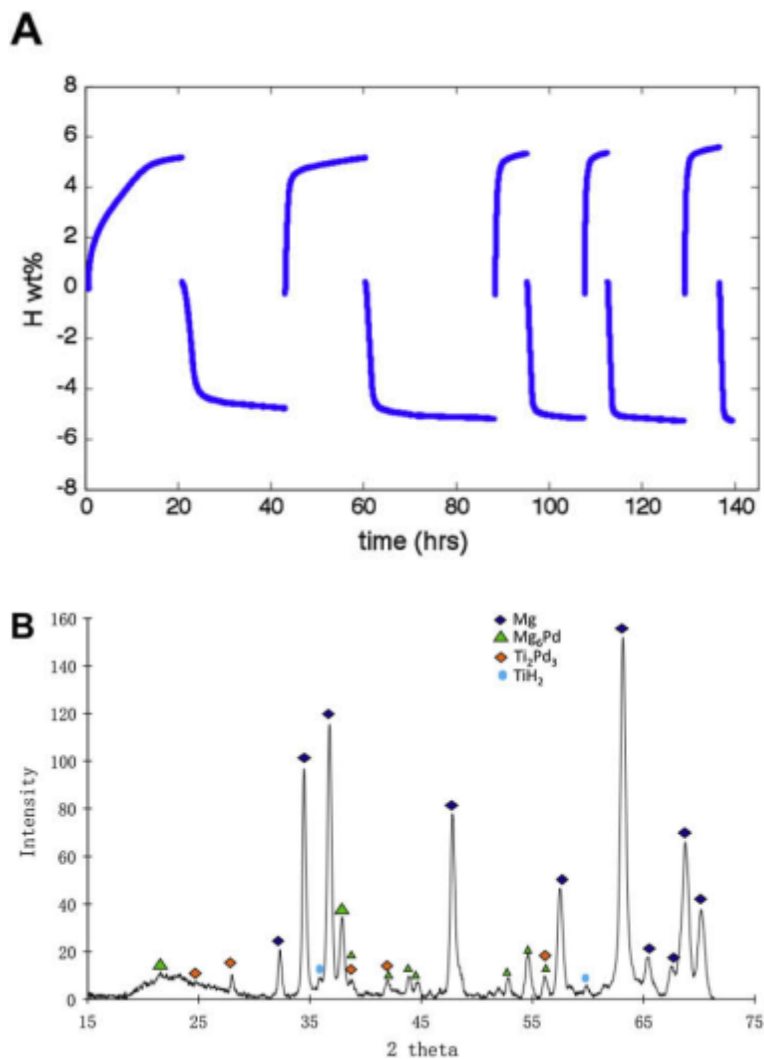 A
8
6
4
2
0
-2
-4
-6
-8
H wt%
0 20 40 60 80 100 120 140
time (hrs)
B
160
140
120
100
80
60
40
20
0
Intensity
Mg
Mg₆Pd
Ti₂Pd₃
TiH₂
15 25 35 45 55 65 75
2 theta